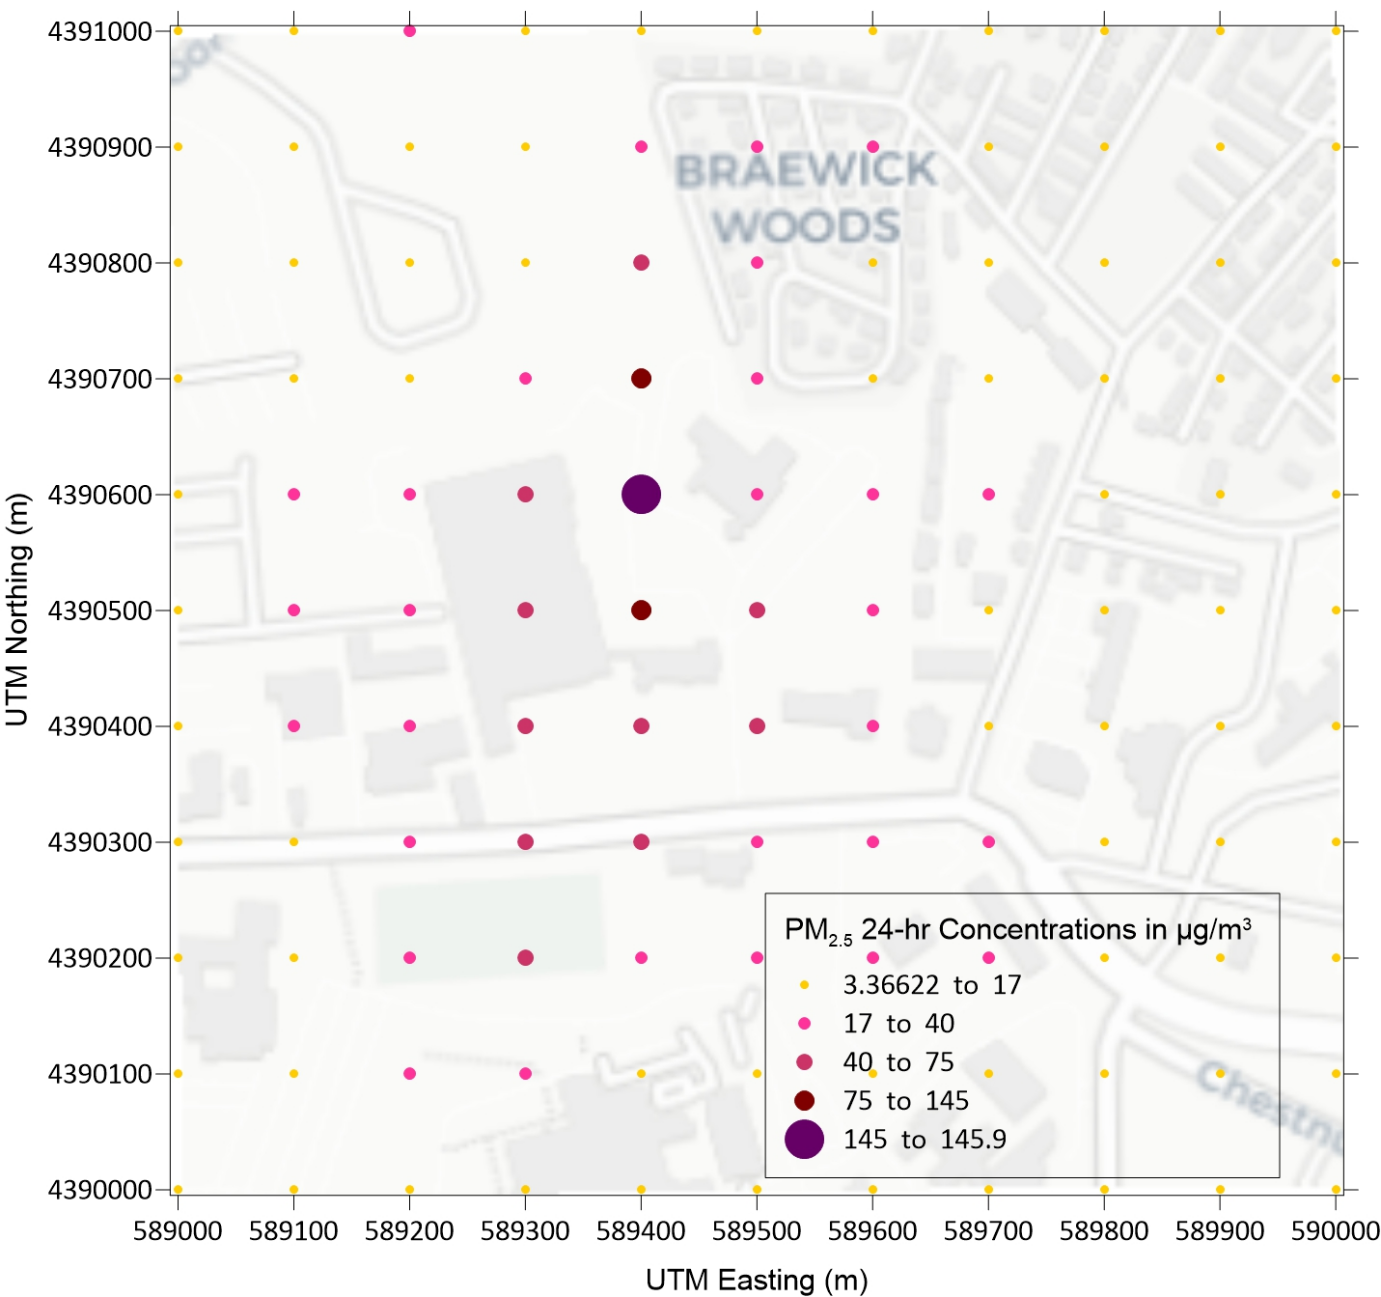 4391000
4390900
4390800
4390700
4390600
4390500
4390400
4390300
4390200
4390100
4390000
UTM Northing (m)
BRAEWICK
WOODS
PM2.5 24-hr Concentrations in µg/m³
3.36622 to 17
17 to 40
40 to 75
75 to 145
145 to 145.9
Chestnu
589000 589100 589200 589300 589400 589500 589600 589700 589800 589900 590000
UTM Easting (m)